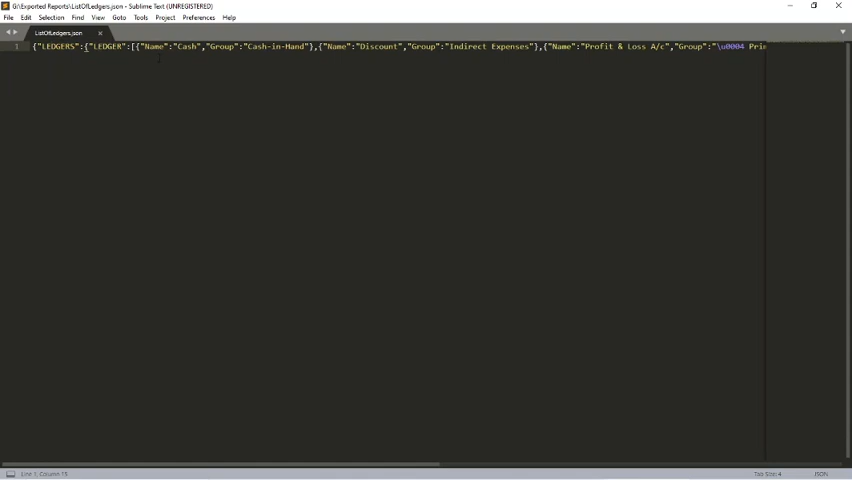 G:\Exported Reports\ListOfLedgers.json - Sublime Text (UNREGISTERED)
File Edit Selection Find View Goto Tools Project Preferences Help
ListOfLedgers.json
1 {"LEDGERS":{"LEDGER":[{"Name":"Cash","Group":"Cash-in-Hand"},{"Name":"Discount","Group":"Indirect Expenses"},{"Name":"Profit & Loss A/c","Group":"\u0004 Prim
Line 1, Column 15
Tab Size: 4
JSON